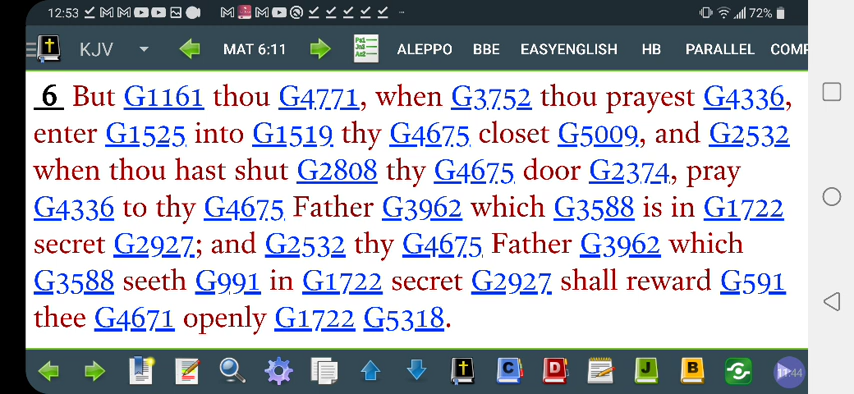 12:53 72%
KJV MAT 6:11 ALEPPO BBE EASYENGLISH HB PARALLEL COMP
6 But G1161 thou G4771, when G3752 thou prayest G4336,
enter G1525 into G1519 thy G4675 closet G5009, and G2532
when thou hast shut G2808 thy G4675 door G2374, pray
G4336 to thy G4675 Father G3962 which G3588 is in G1722
secret G2927; and G2532 thy G4675 Father G3962 which
G3588 seeth G991 in G1722 secret G2927 shall reward G591
thee G4671 openly G1722 G5318.
C D J B 11:44